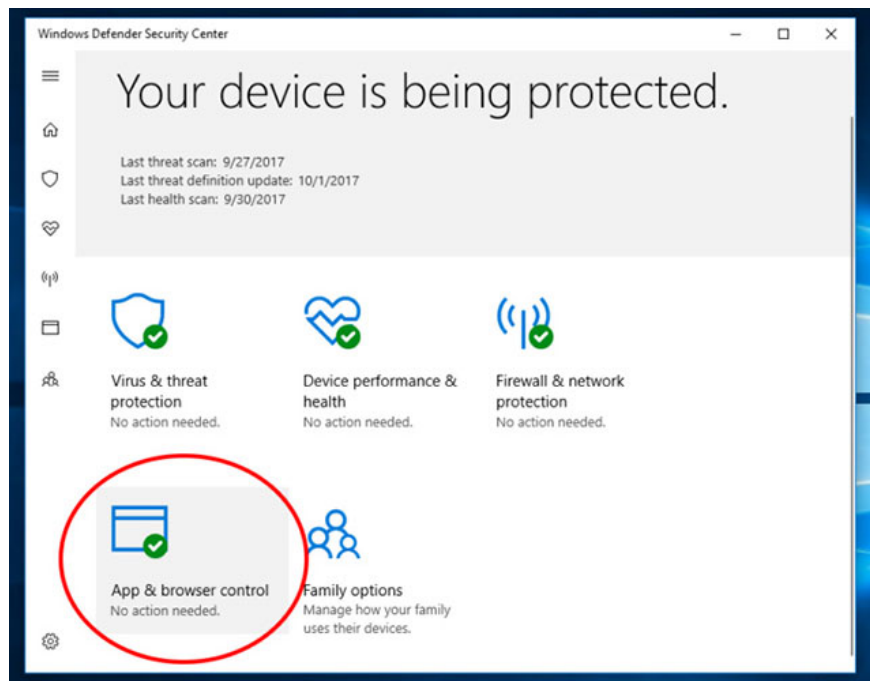 Windows Defender Security Center
Your device is being protected.
Last threat scan: 9/27/2017
Last threat definition update: 10/1/2017
Last health scan: 9/30/2017
Virus & threat
protection
No action needed.
Device performance &
health
No action needed.
Firewall & network
protection
No action needed.
App & browser control
No action needed.
Family options
Manage how your family
uses their devices.